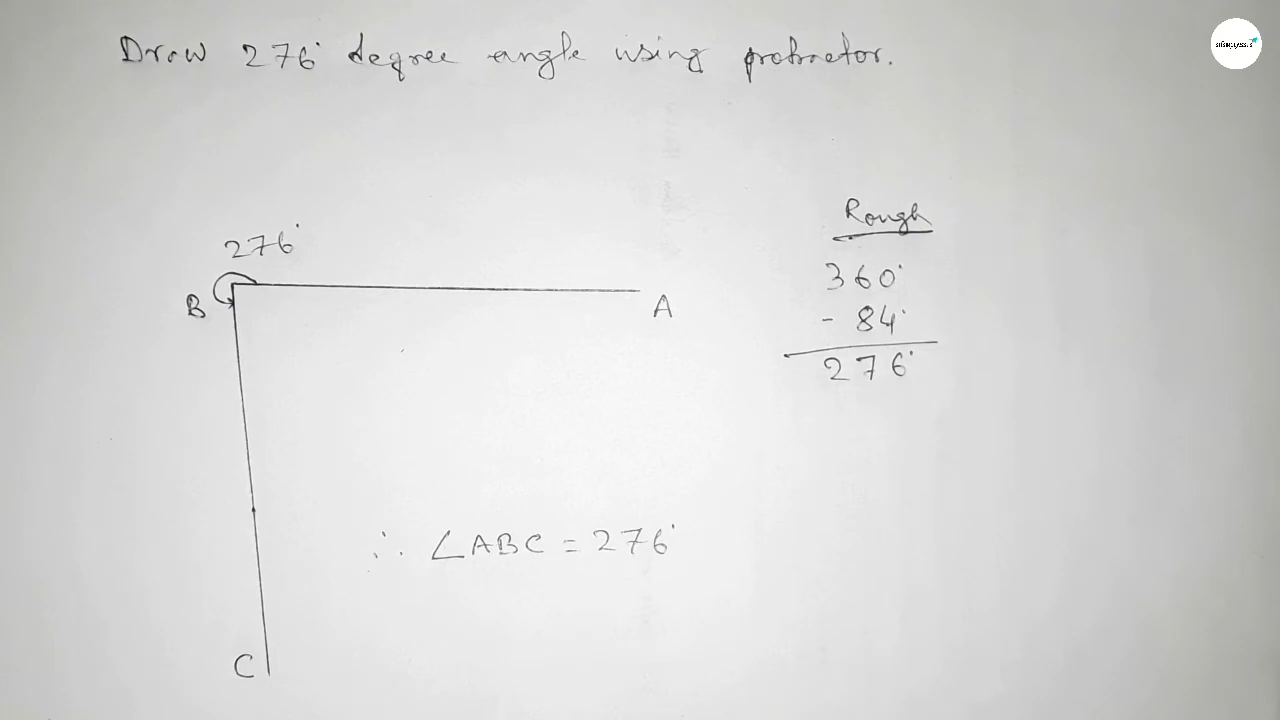 Draw 276° degree angle using protractor.
Rough
276°
360°
B
A
- 84°
276°
∴ ∠ABC = 276°
C